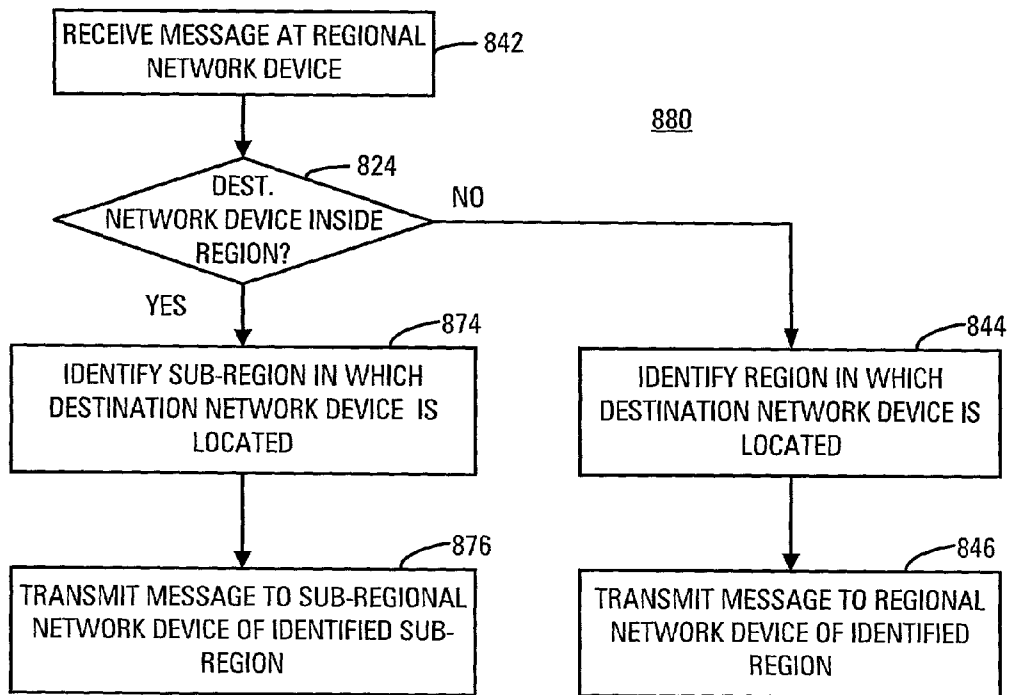 RECEIVE MESSAGE AT REGIONAL
NETWORK DEVICE
842
880
824
DEST.
NETWORK DEVICE INSIDE
REGION?
NO
YES
874
IDENTIFY SUB-REGION IN WHICH
DESTINATION NETWORK DEVICE IS
LOCATED
844
IDENTIFY REGION IN WHICH
DESTINATION NETWORK DEVICE IS
LOCATED
876
TRANSMIT MESSAGE TO SUB-REGIONAL
NETWORK DEVICE OF IDENTIFIED SUB-
REGION
846
TRANSMIT MESSAGE TO REGIONAL
NETWORK DEVICE OF IDENTIFIED
REGION